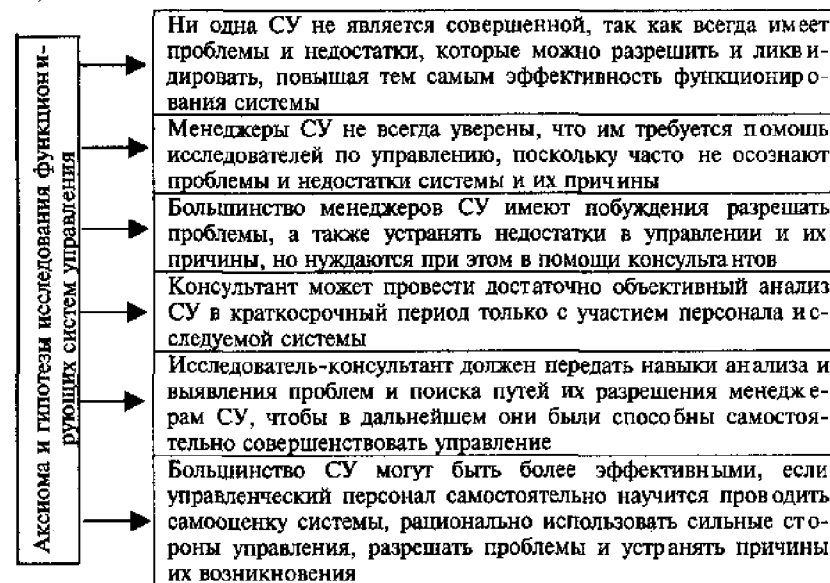 Аксиома и гипотезы исследования функциони-
рующих систем управления
Ни одна СУ не является совершенной, так как всегда имеет
проблемы и недостатки, которые можно разрешить и ликви-
дировать, повышая тем самым эффективность функциониро-
вания системы
Менеджеры СУ не всегда уверены, что им требуется помощь
исследователей по управлению, поскольку часто не осознают
проблемы и недостатки системы и их причины
Большинство менеджеров СУ имеют побуждения разрешать
проблемы, а также устранять недостатки в управлении и их
причины, но нуждаются при этом в помощи консультантов
Консультант может провести достаточно объективный анализ
СУ в краткосрочный период только с участием персонала ис-
следуемой системы
Исследователь-консультант должен передать навыки анализа и
выявления проблем и поиска путей их разрешения менедже-
рам СУ, чтобы в дальнейшем они были способны самостоя-
тельно совершенствовать управление
Большинство СУ могут быть более эффективными, если
управленческий персонал самостоятельно научится проводить
самооценку системы, рационально использовать сильные сто-
роны управления, разрешать проблемы и устранять причины
их возникновения